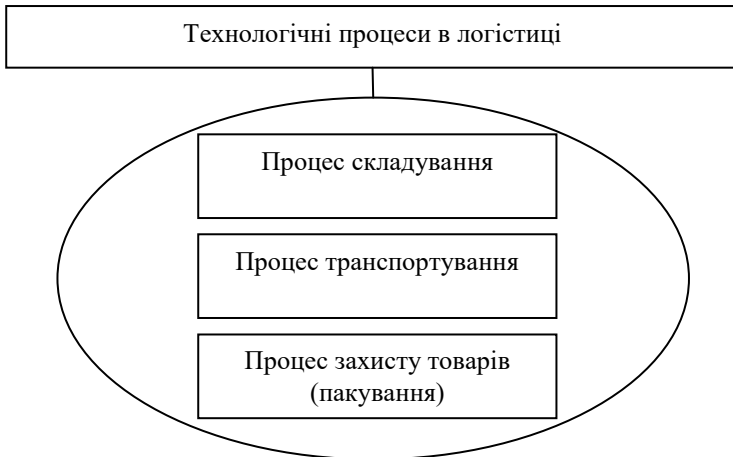 Технологічні процеси в логістиці
Процес складування
Процес транспортування
Процес захисту товарів
(пакування)